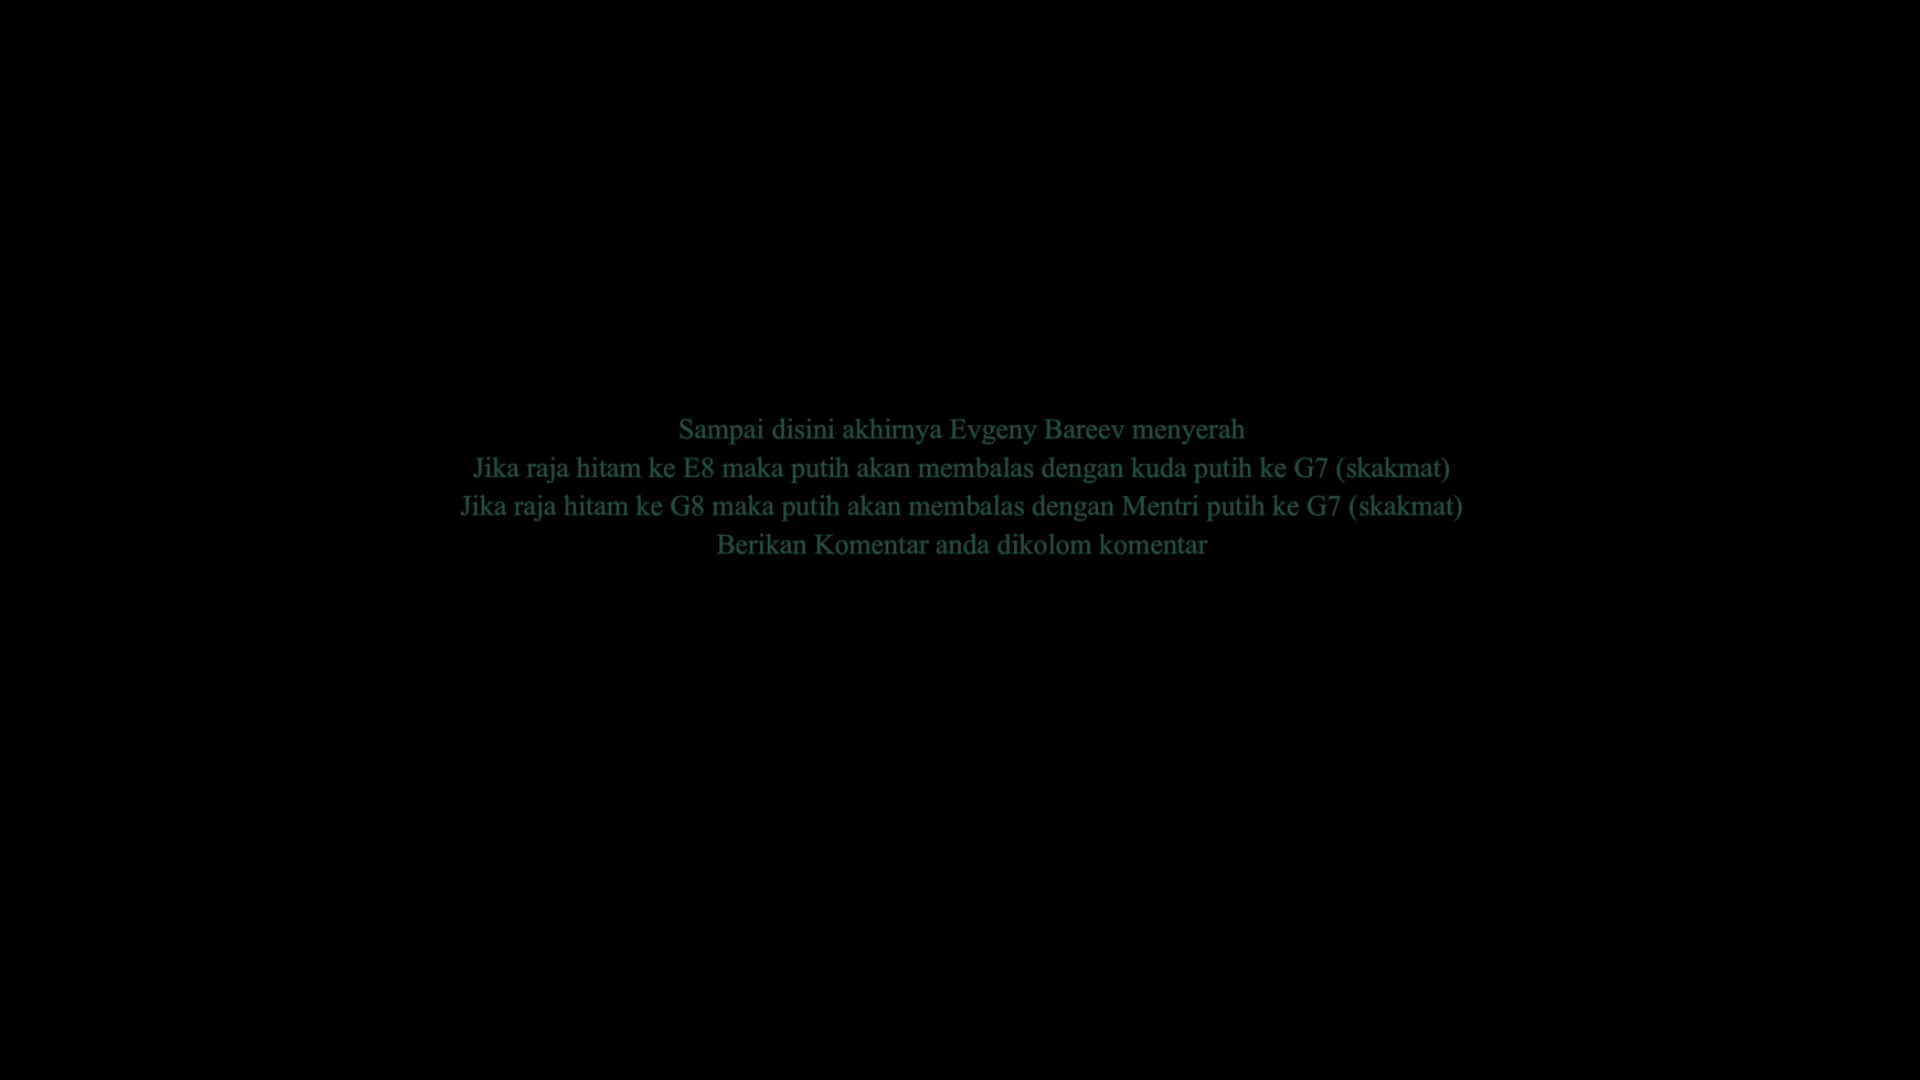 Sampai disini akhirnya Evgeny Bareev menyerah
Jika raja hitam ke E8 maka putih akan membalas dengan kuda putih ke G7 (skakmat)
Jika raja hitam ke G8 maka putih akan membalas dengan Mentri putih ke G7 (skakmat)
Berikan Komentar anda dikolom komentar